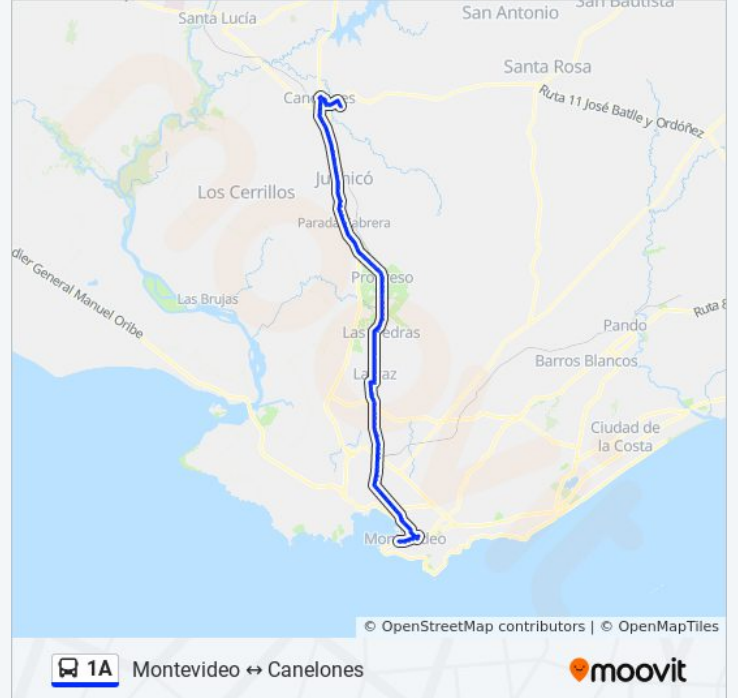 San Bautista
San Antonio
Santa Lucía
Santa Rosa
Canelones
Ruta 11 José Batlle y Ordóñez
Juanicó
Los Cerrillos
Parada Cabrera
dier General Manuel Oribe
Progreso
Las Brujas
Ruta 8
Las Piedras
Pando
Barros Blancos
La Paz
Ciudad de
la Costa
Montevideo
© OpenStreetMap contributors | © OpenMapTiles
1A Montevideo ↔ Canelones
moovit